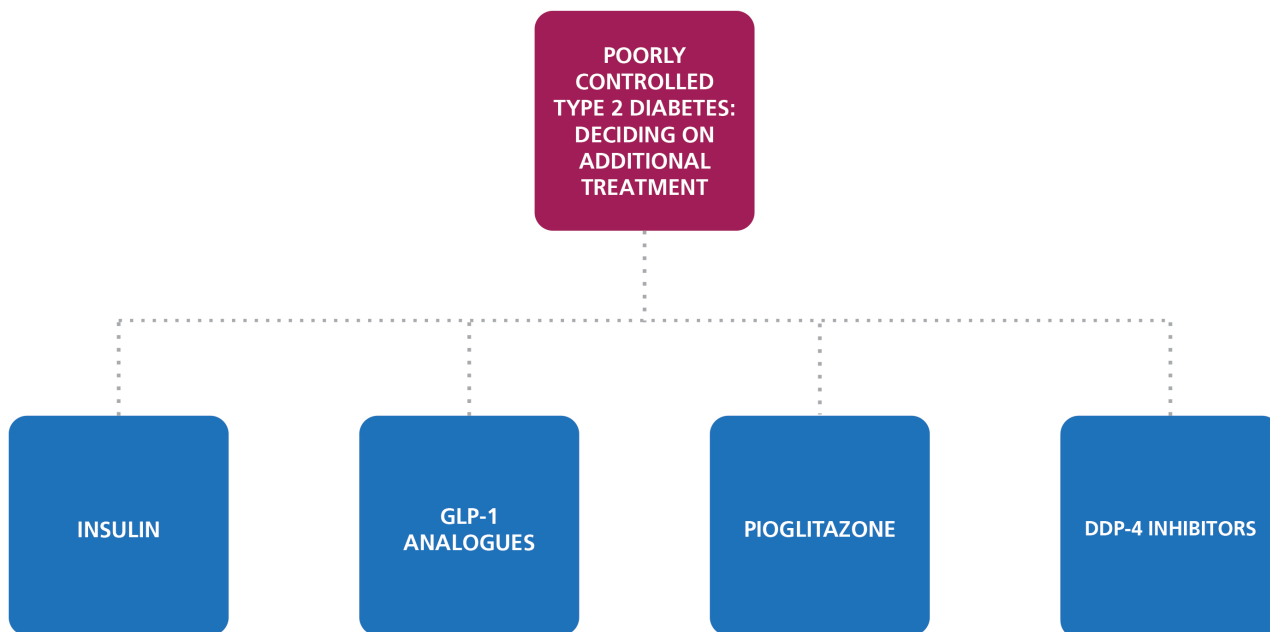 POORLY
CONTROLLED
TYPE 2 DIABETES:
DECIDING ON
ADDITIONAL
TREATMENT
INSULIN
GLP-1
ANALOGUES
PIOGLITAZONE
DDP-4 INHIBITORS